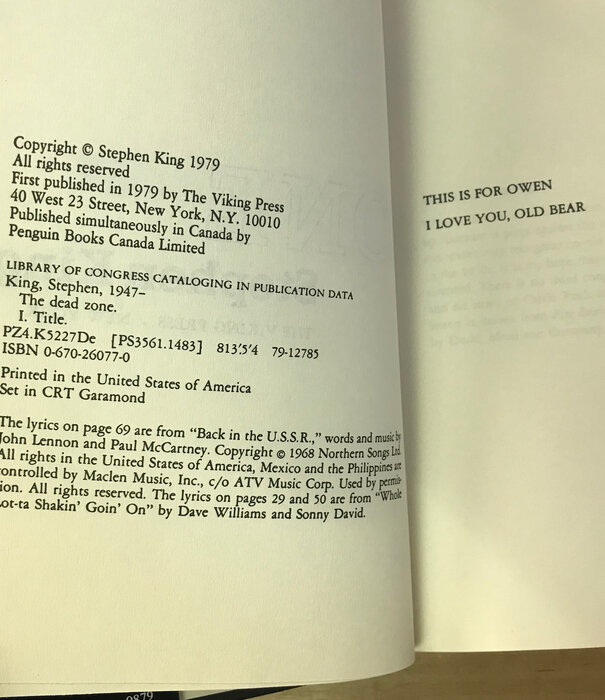 Copyright © Stephen King 1979
All rights reserved
First published in 1979 by The Viking Press
40 West 23 Street, New York, N.Y. 10010
Published simultaneously in Canada by
Penguin Books Canada Limited
LIBRARY OF CONGRESS CATALOGING IN PUBLICATION DATA
King, Stephen, 1947–
The dead zone.
I. Title.
PZ4.K5227De [PS3561.I483] 813'.5'4 79-12785
ISBN 0-670-26077-0
Printed in the United States of America
Set in CRT Garamond
The lyrics on page 69 are from “Back in the U.S.S.R.,” words and music by
John Lennon and Paul McCartney. Copyright © 1968 Northern Songs Ltd.
All rights in the United States of America, Mexico and the Philippines are
controlled by Maclen Music, Inc., c/o ATV Music Corp. Used by permis-
sion. All rights reserved. The lyrics on pages 29 and 50 are from “Whole
Lot-ta Shakin' Goin' On” by Dave Williams and Sonny David.
THIS IS FOR OWEN
I LOVE YOU, OLD BEAR
0879